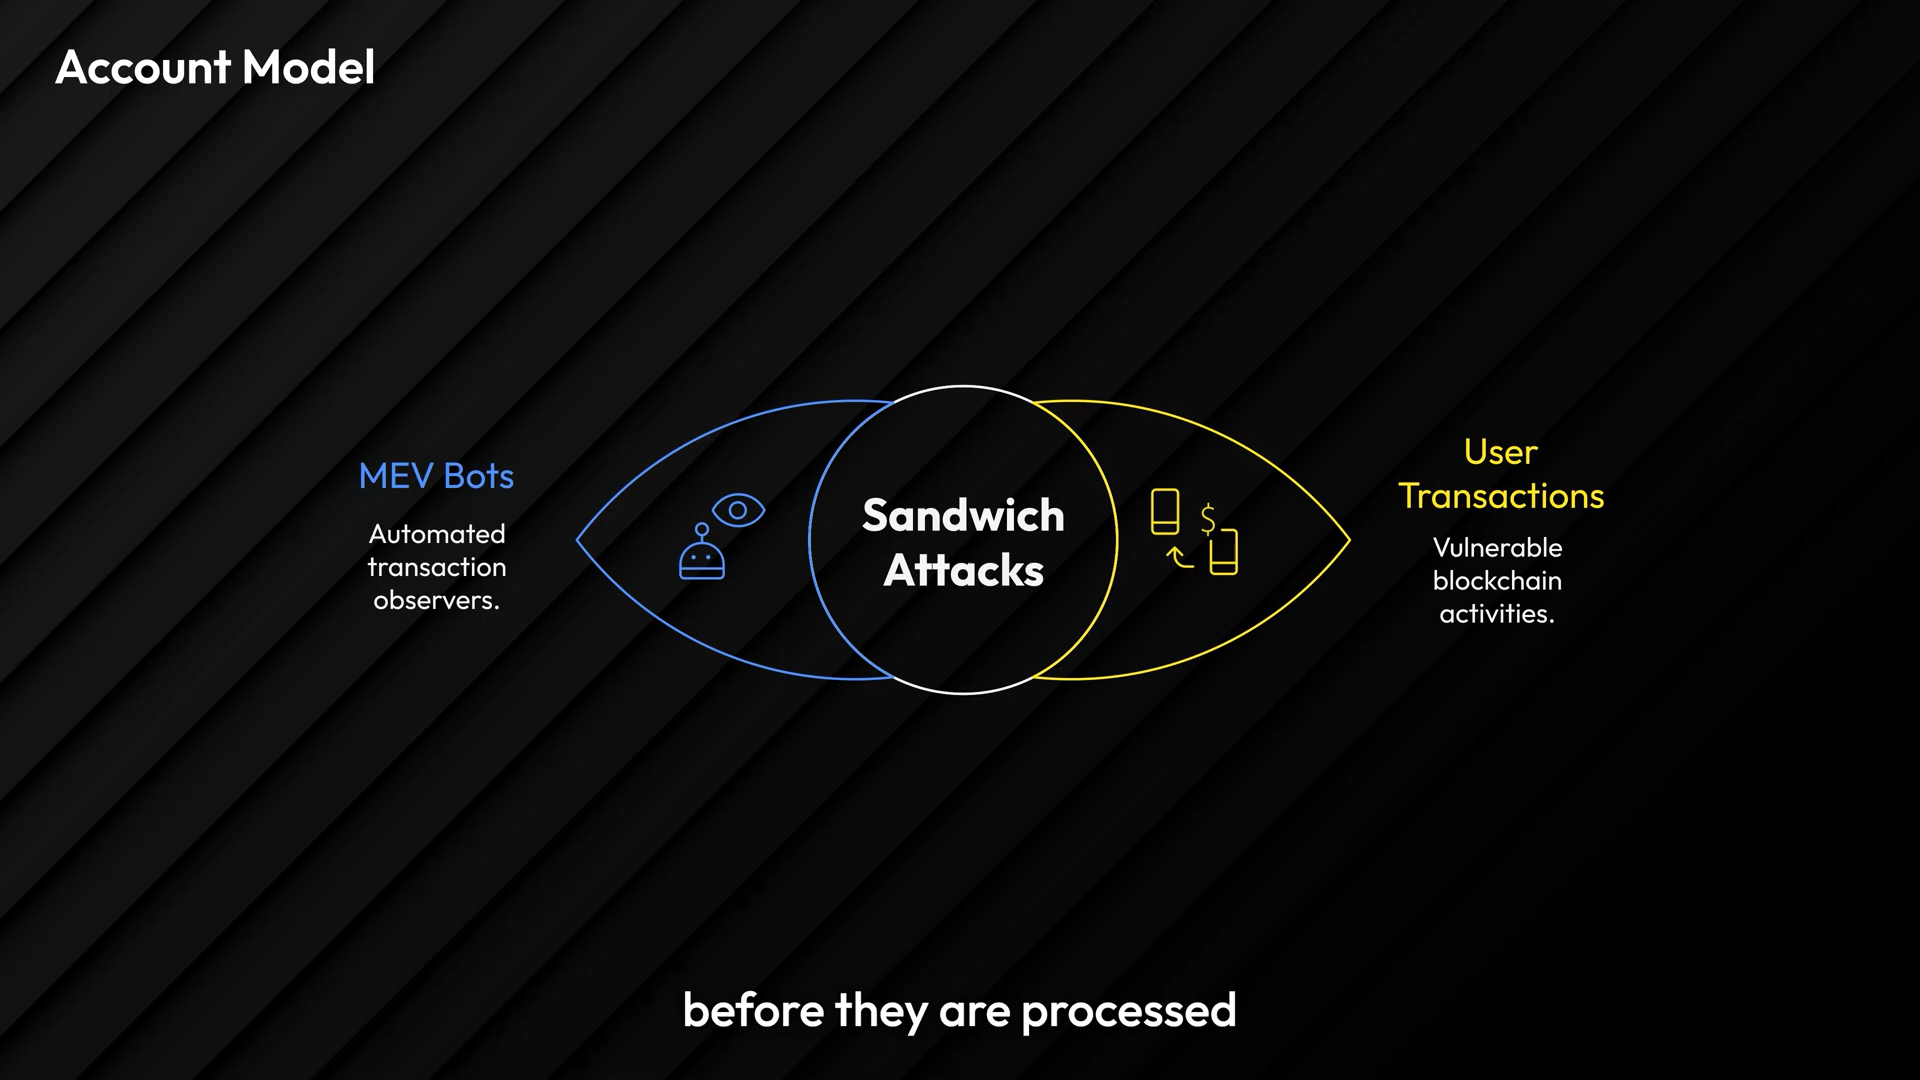 Account Model
MEV Bots
Automated
transaction
observers.
Sandwich
Attacks
$
User
Transactions
Vulnerable
blockchain
activities.
before they are processed